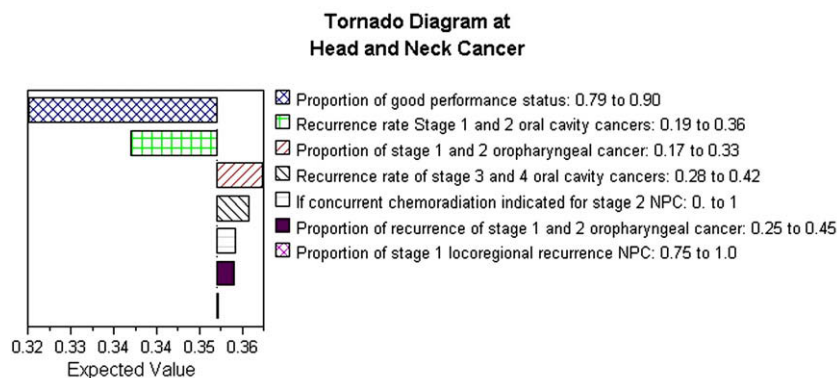 Tornado Diagram at
Head and Neck Cancer
Proportion of good performance status: 0.79 to 0.90
Recurrence rate Stage 1 and 2 oral cavity cancers: 0.19 to 0.36
Proportion of stage 1 and 2 oropharyngeal cancer: 0.17 to 0.33
Recurrence rate of stage 3 and 4 oral cavity cancers: 0.28 to 0.42
If concurrent chemoradiation indicated for stage 2 NPC: 0. to 1
Proportion of recurrence of stage 1 and 2 oropharyngeal cancer: 0.25 to 0.45
Proportion of stage 1 locoregional recurrence NPC: 0.75 to 1.0
0.32 0.33 0.34 0.34 0.35 0.36
Expected Value